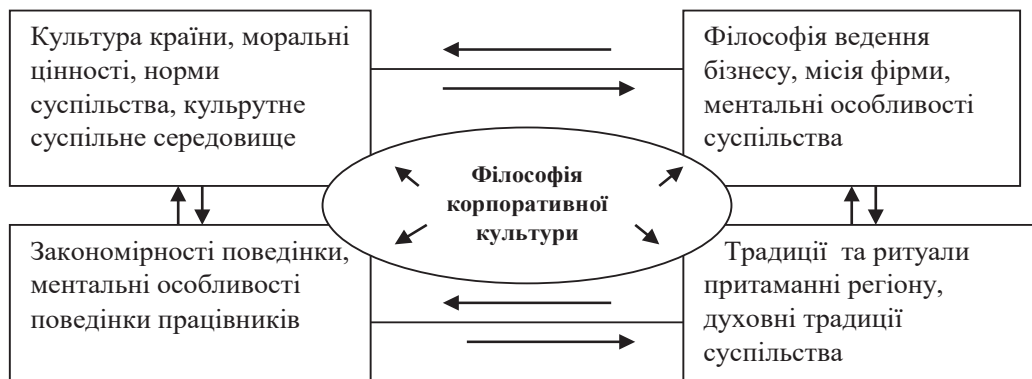 Культура країни, моральні
цінності, норми
суспільства, кульрутне
суспільне середовище
Філософія ведення
бізнесу, місія фірми,
ментальні особливості
суспільства
Філософія
корпоративної
культури
Закономірності поведінки,
ментальні особливості
поведінки працівників
Традиції та ритуали
притаманні регіону,
духовні традиції
суспільства